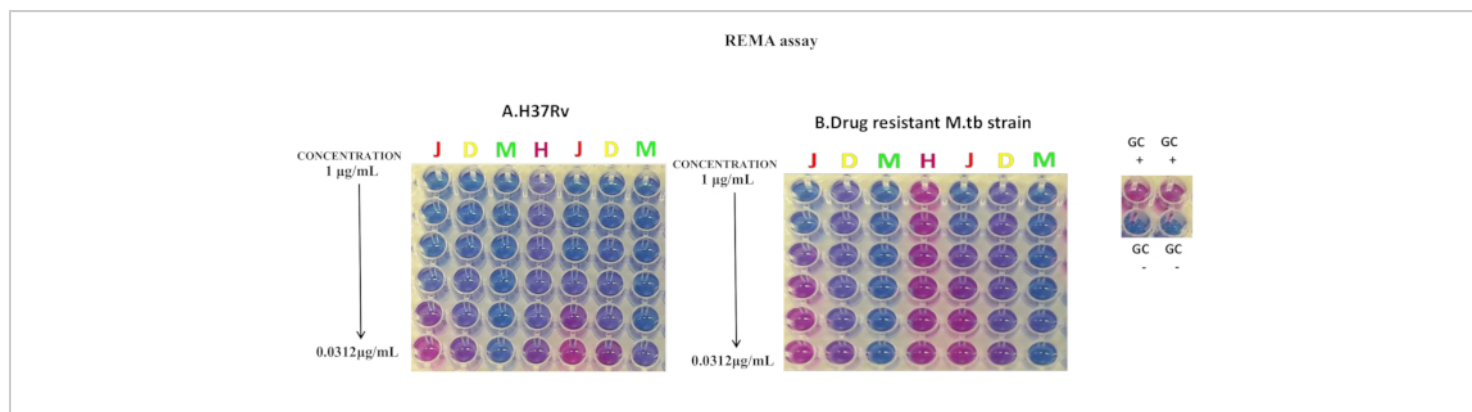 REMA assay
A.H37Rv
J D M H J D M
CONCENTRATION
1 µg/mL
0.0312µg/mL
B.Drug resistant M.tb strain
J D M H J D M
CONCENTRATION
1 µg/mL
0.0312µg/mL
GC GC
+ +
GC GC
- -